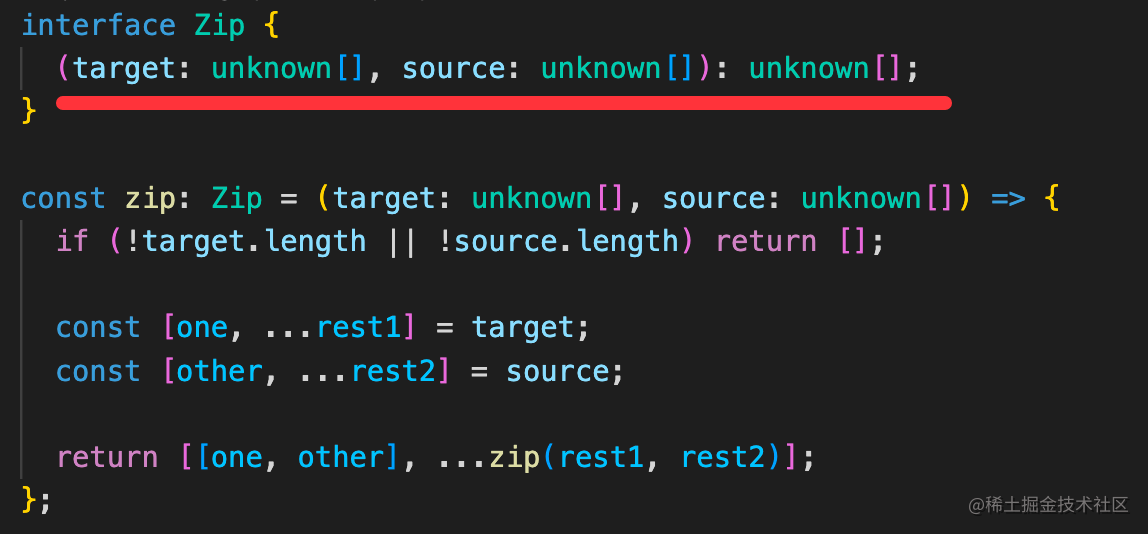 interface Zip {
(target: unknown[], source: unknown[]): unknown[];
}
const zip: Zip = (target: unknown[], source: unknown[]) => {
if (!target.length || !source.length) return [];
const [one, ...rest1] = target;
const [other, ...rest2] = source;
return [[one, other], ...zip(rest1, rest2)];
};
@稀土掘金技术社区